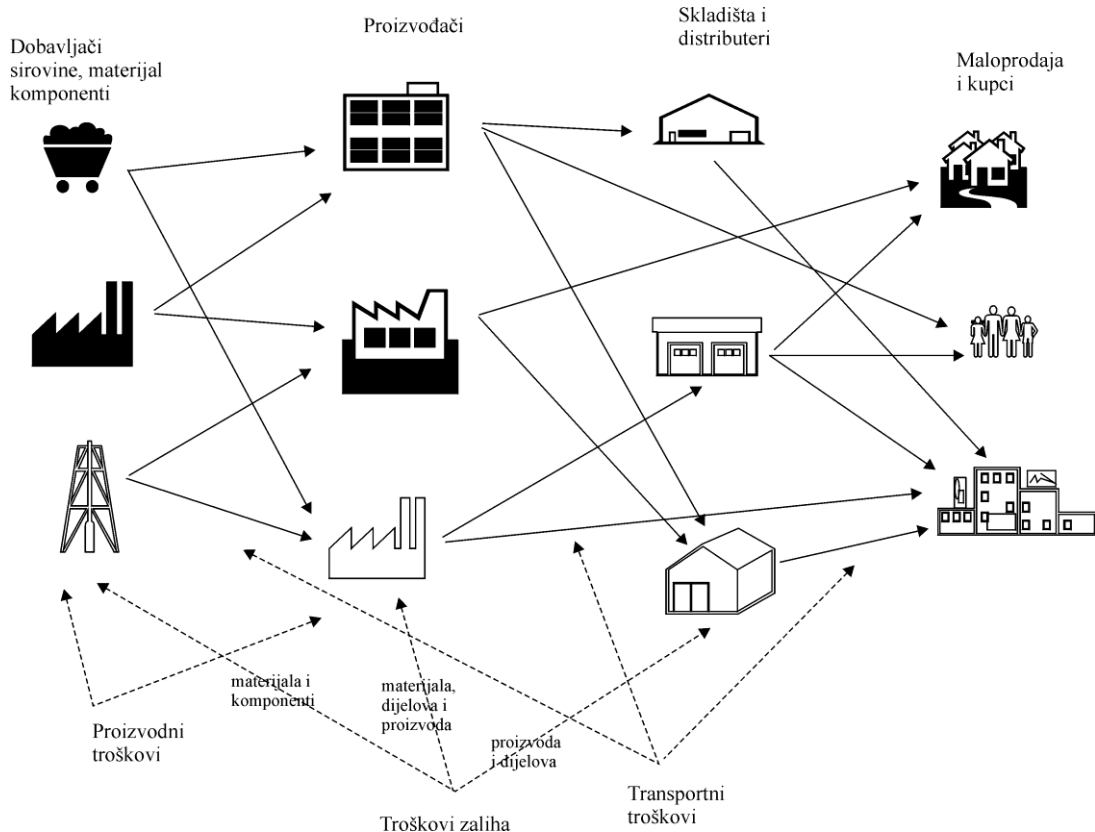 Dobavljači
sirovine, materijal
komponenti
Proizvođači
Skladišta i
distributeri
Maloprodaja
i kupci
materijala i
komponenti
materijala,
dijelova i
proizvoda
proizvoda
i dijelova
Proizvodni
troškovi
Troškovi zaliha
Transportni
troškovi